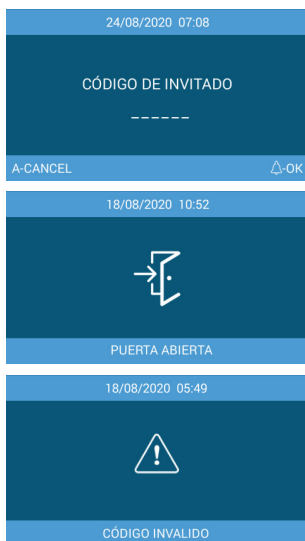 24/08/2020 07:08
CÓDIGO DE INVITADO
______
A-CANCEL 🔔-OK
18/08/2020 10:52
PUERTA ABIERTA
18/08/2020 05:49
CÓDIGO INVALIDO